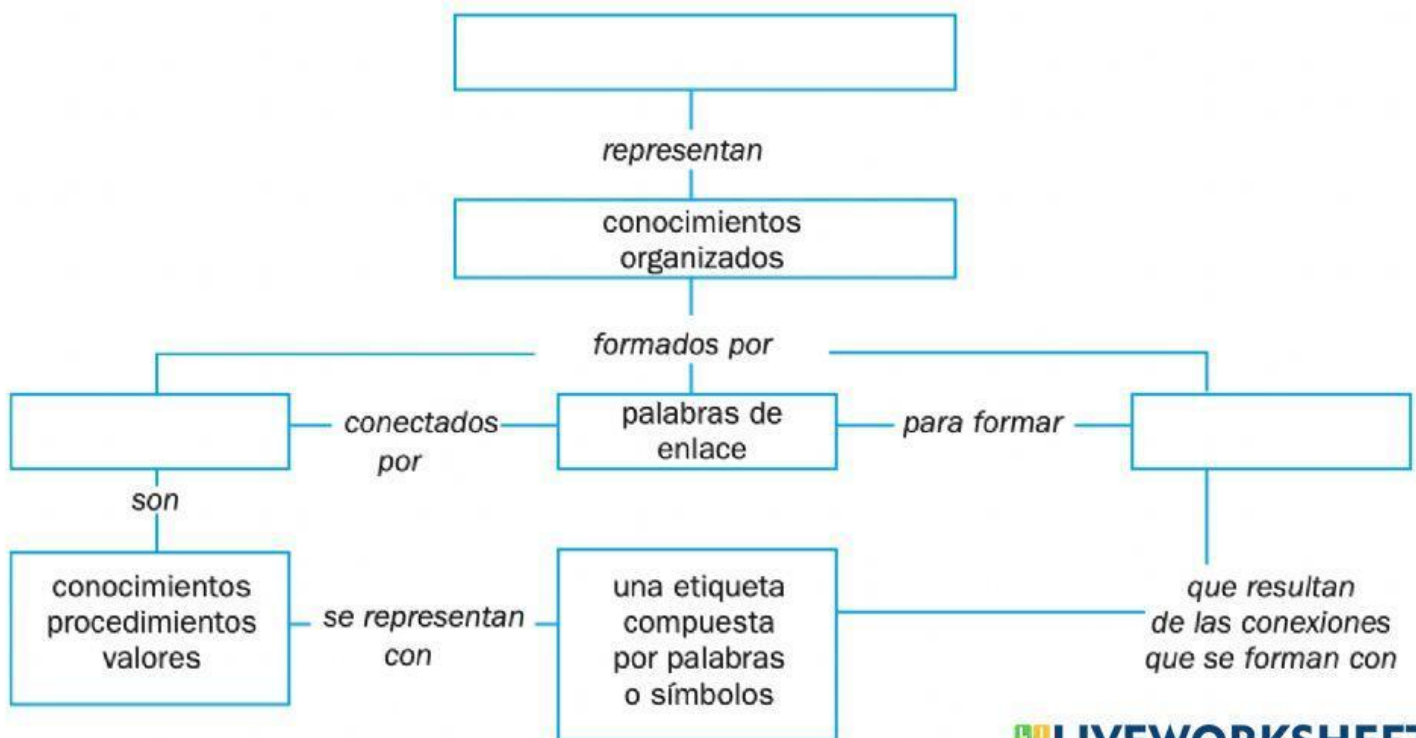 representan
conocimientos
organizados
formados por
conectados
por
palabras de
enlace
para formar
son
conocimientos
procedimientos
valores
se representan
con
una etiqueta
compuesta
por palabras
o símbolos
que resultan
de las conexiones
que se forman con
LIVEWORKSHEET